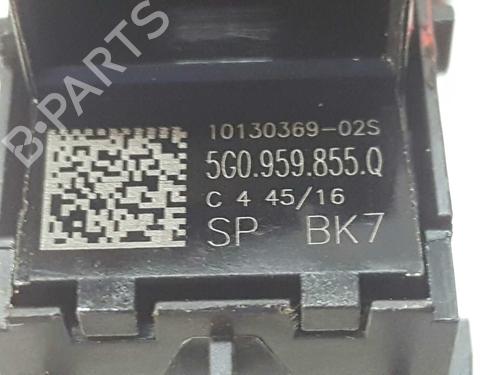 10130369-02S
5G0.959.855.Q
C 4 45/16
SP BK7
B-PARTS